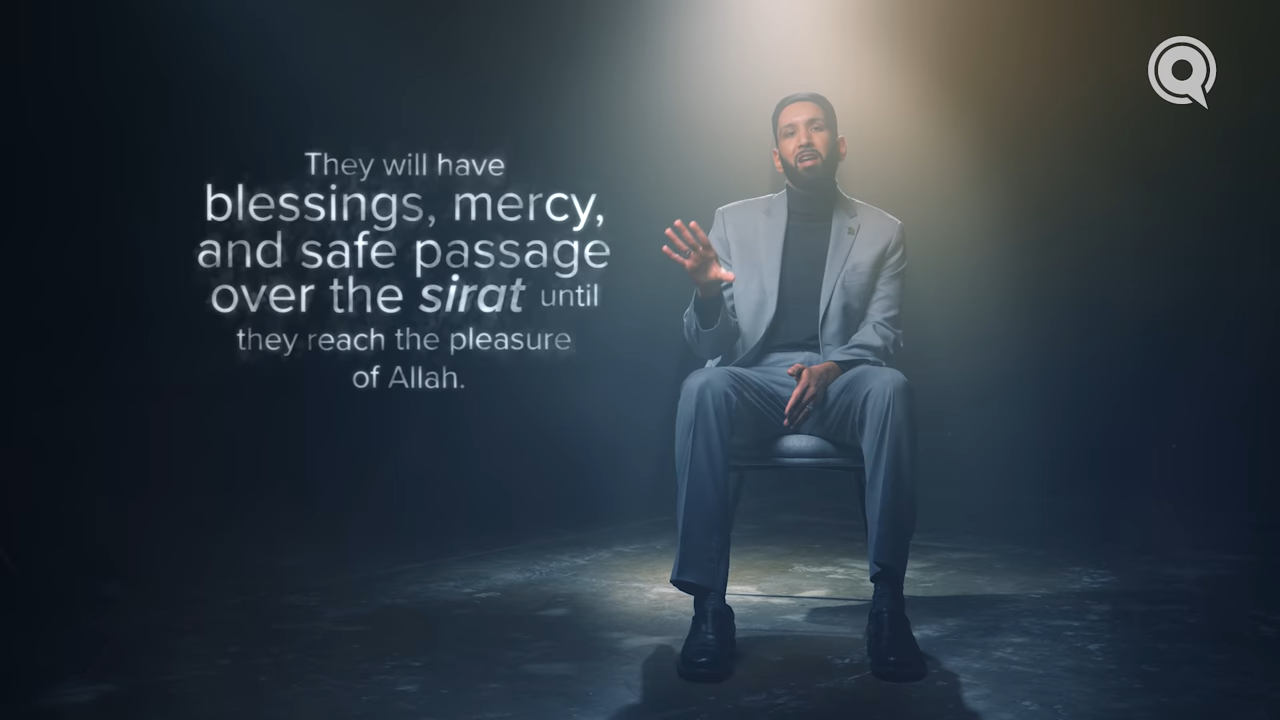 They will have
blessings, mercy,
and safe passage
over the sirat until
they reach the pleasure
of Allah.